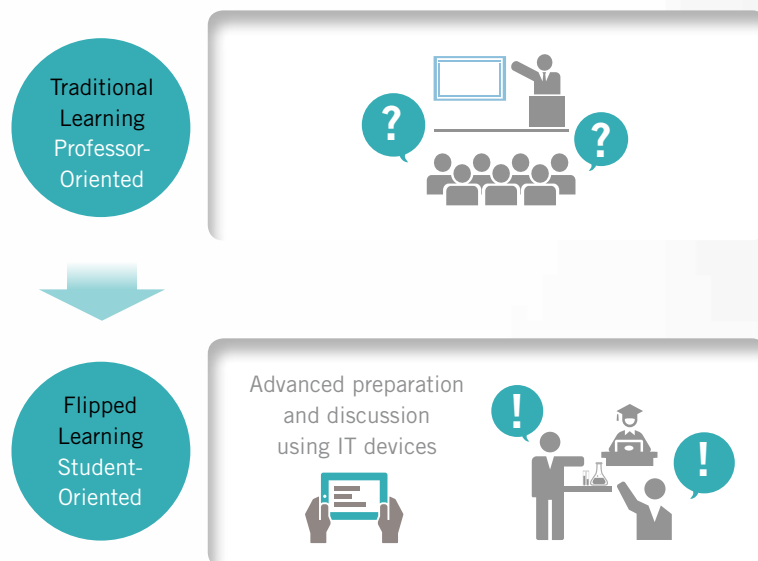 Traditional
Learning
Professor-
Oriented
?
?
Flipped
Learning
Student-
Oriented
Advanced preparation
and discussion
using IT devices
!
!